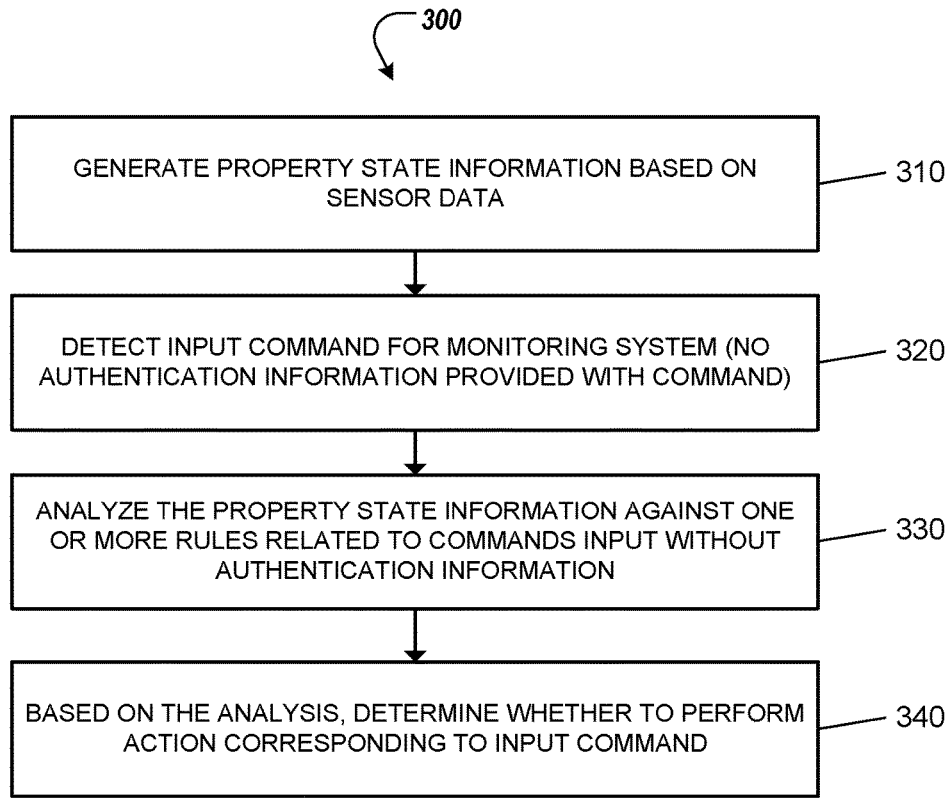 300
GENERATE PROPERTY STATE INFORMATION BASED ON
SENSOR DATA
310
DETECT INPUT COMMAND FOR MONITORING SYSTEM (NO
AUTHENTICATION INFORMATION PROVIDED WITH COMMAND)
320
ANALYZE THE PROPERTY STATE INFORMATION AGAINST ONE
OR MORE RULES RELATED TO COMMANDS INPUT WITHOUT
AUTHENTICATION INFORMATION
330
BASED ON THE ANALYSIS, DETERMINE WHETHER TO PERFORM
ACTION CORRESPONDING TO INPUT COMMAND
340